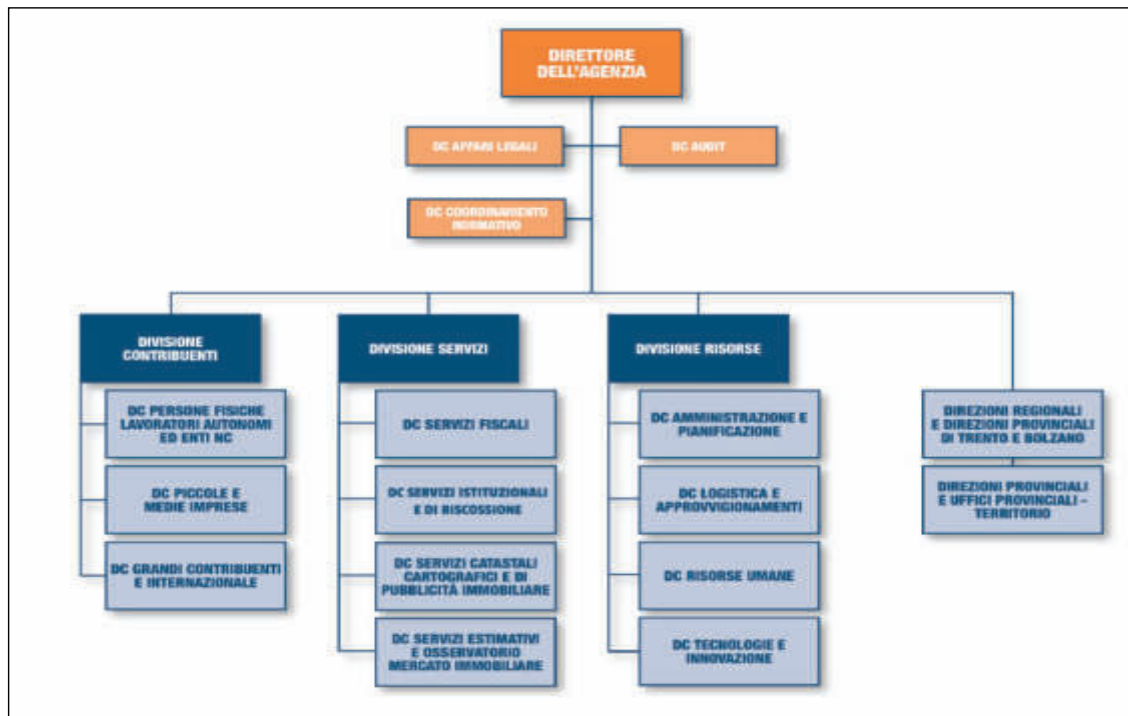 DIRETTORE
DELL'AGENZIA
DC AFFARI LEGALI
DC AUDIT
DC COORDINAMENTO
NORMATIVO
DIVISIONE
CONTRIBUENTI
DC PERSONE FISICHE
LAVORATORI AUTONOMI
ED ENTI NC
DC PICCOLE E
MEDIE IMPRESE
DC GRANDI CONTRIBUENTI
E INTERNAZIONALE
DIVISIONE SERVIZI
DC SERVIZI FISCALI
DC SERVIZI ISTITUZIONALI
E DI RISCOSSIONE
DC SERVIZI CATASTALI
CARTOGRAFICI E DI
PUBBLICITÀ IMMOBILIARE
DC SERVIZI ESTIMATIVI
E OSSERVATORIO
MERCATO IMMOBILIARE
DIVISIONE RISORSE
DC AMMINISTRAZIONE E
PIANIFICAZIONE
DC LOGISTICA E
APPROVVIGIONAMENTI
DC RISORSE UMANE
DC TECNOLOGIE E
INNOVAZIONE
DIREZIONI REGIONALI
E DIREZIONI PROVINCIALI
DI TRENTO E BOLZANO
DIREZIONI PROVINCIALI
E UFFICI PROVINCIALI –
TERRITORIO